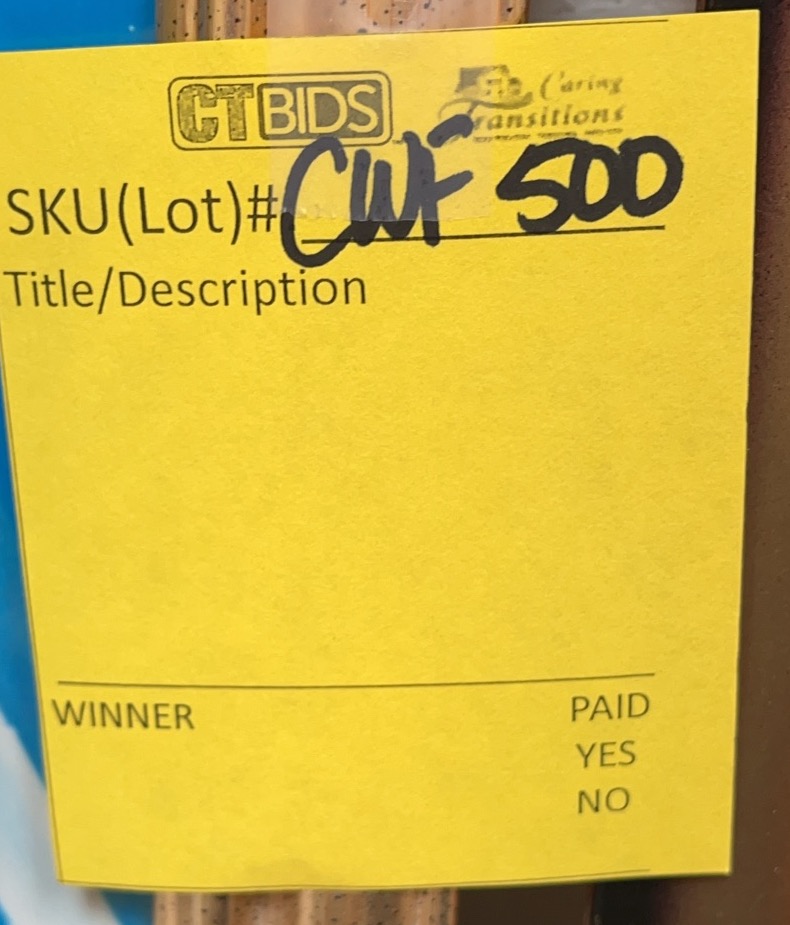 CTBIDS
Caring
Transitions
SKU(Lot)# CWF 500
Title/Description
WINNER PAID
YES
NO